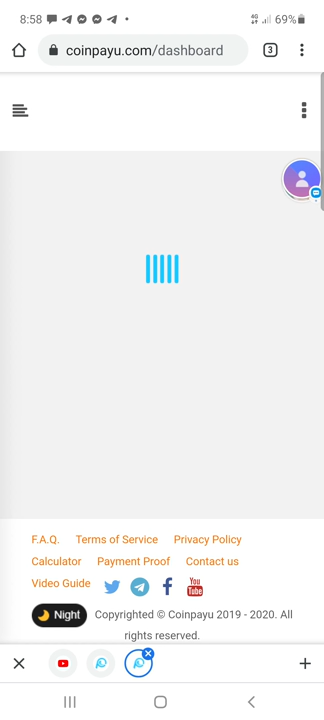 8:58
4G
69%
coinpayu.com/dashboard
3
F.A.Q. Terms of Service Privacy Policy
Calculator Payment Proof Contact us
Video Guide
You
Tube
Night Copyrighted © Coinpayu 2019 - 2020. All
rights reserved.